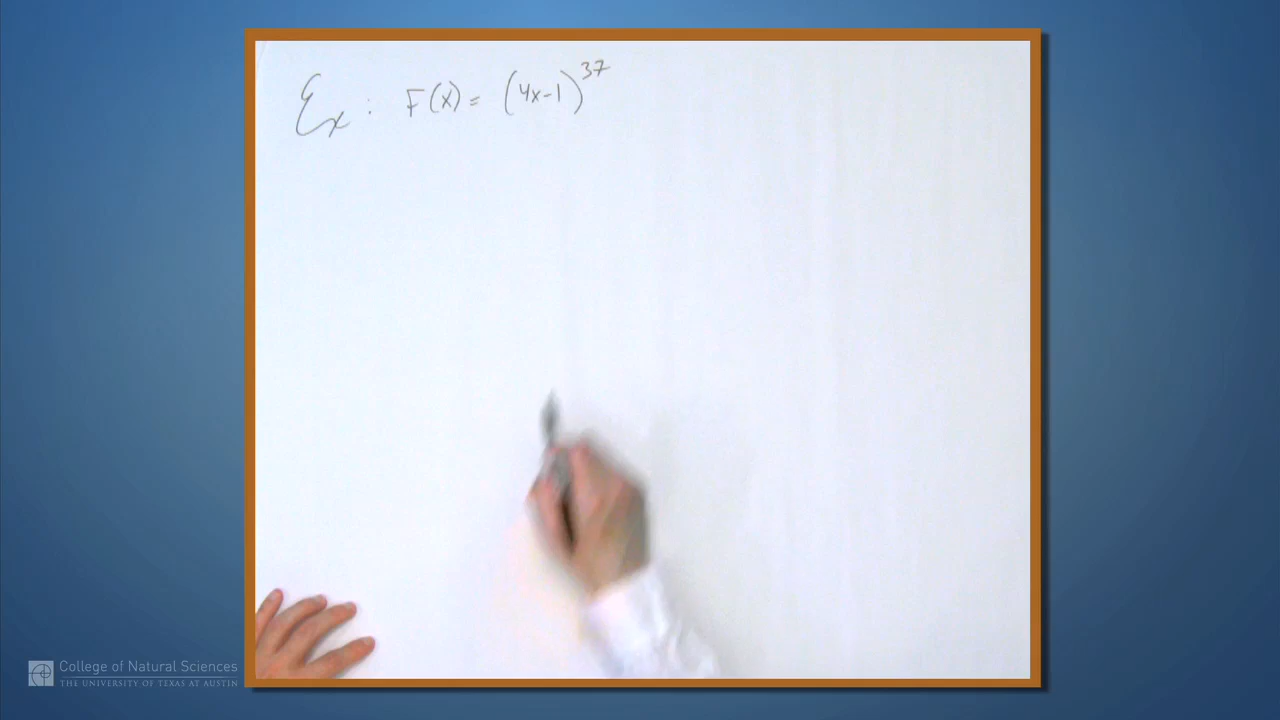 Ex : F(x) = (4x-1)^37
College of Natural Sciences
THE UNIVERSITY OF TEXAS AT AUSTIN